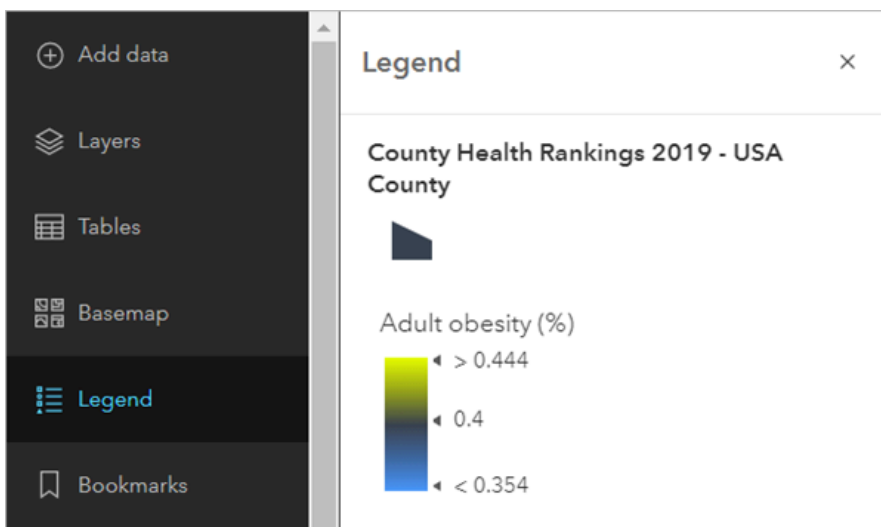 Add data
Layers
Tables
Basemap
Legend
Bookmarks
Legend
County Health Rankings 2019 - USA
County
Adult obesity (%)
> 0.444
0.4
< 0.354